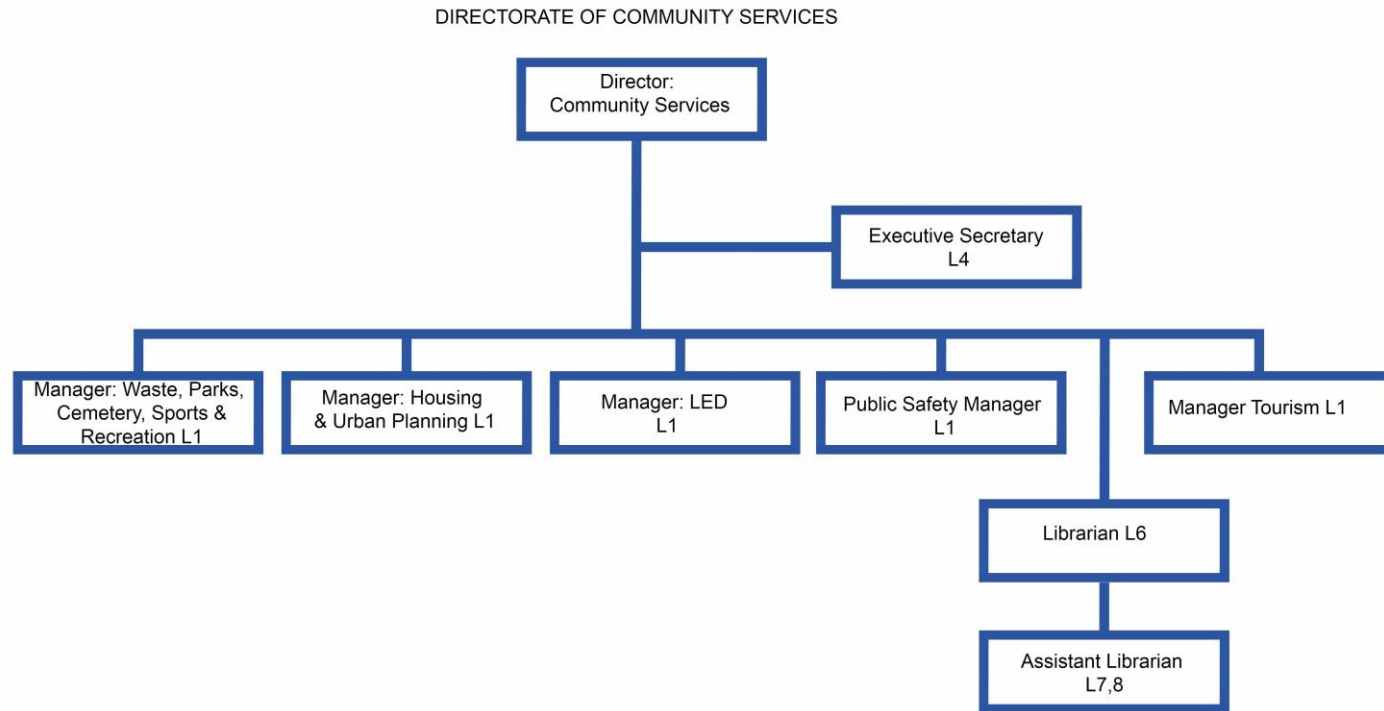 DIRECTORATE OF COMMUNITY SERVICES
Director:
Community Services
Executive Secretary
L4
Manager: Waste, Parks,
Cemetery, Sports &
Recreation L1
Manager: Housing
& Urban Planning L1
Manager: LED
L1
Public Safety Manager
L1
Manager Tourism L1
Librarian L6
Assistant Librarian
L7,8